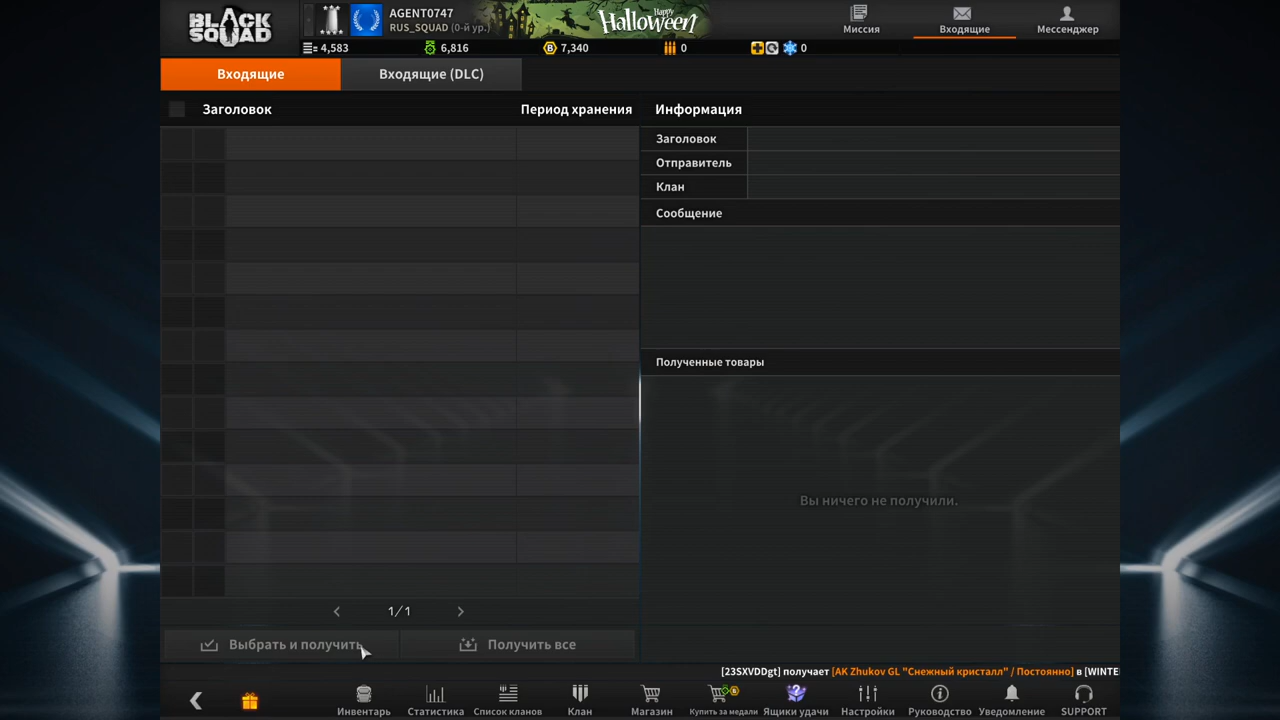 BLACK SQUAD
AGENT0747
RUS_SQUAD (0-й ур.)
Happy Halloween
Миссия
Входящие
Мессенджер
4,583
6,816
7,340
0
0
Входящие
Входящие (DLC)
Заголовок
Период хранения
Информация
Заголовок
Отправитель
Клан
Сообщение
Полученные товары
Вы ничего не получили.
1/1
Выбрать и получить
Получить все
[23SXVDDgt] получает [AK Zhukov GL "Снежный кристалл" / Постоянно] в [WINTE
Инвентарь
Статистика
Список кланов
Клан
Магазин
Купить за медали
Ящики удачи
Настройки
Руководство
Уведомление
SUPPORT